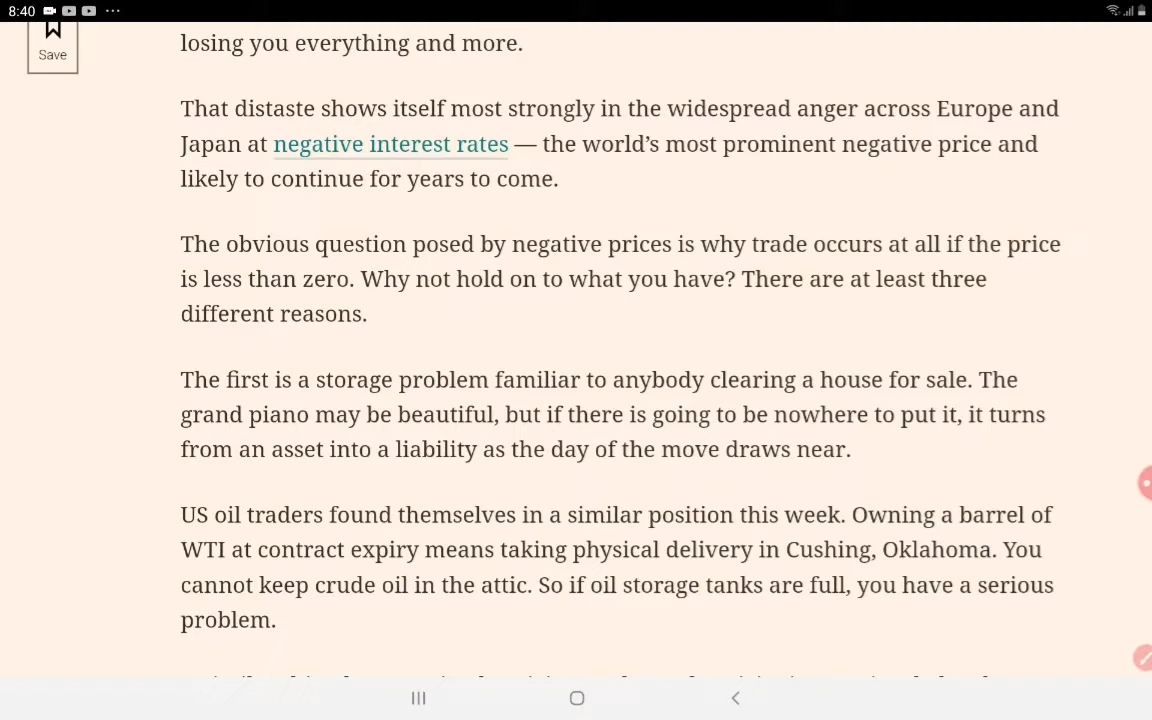 8:40
Save
losing you everything and more.
That distaste shows itself most strongly in the widespread anger across Europe and
Japan at negative interest rates — the world’s most prominent negative price and
likely to continue for years to come.
The obvious question posed by negative prices is why trade occurs at all if the price
is less than zero. Why not hold on to what you have? There are at least three
different reasons.
The first is a storage problem familiar to anybody clearing a house for sale. The
grand piano may be beautiful, but if there is going to be nowhere to put it, it turns
from an asset into a liability as the day of the move draws near.
US oil traders found themselves in a similar position this week. Owning a barrel of
WTI at contract expiry means taking physical delivery in Cushing, Oklahoma. You
cannot keep crude oil in the attic. So if oil storage tanks are full, you have a serious
problem.